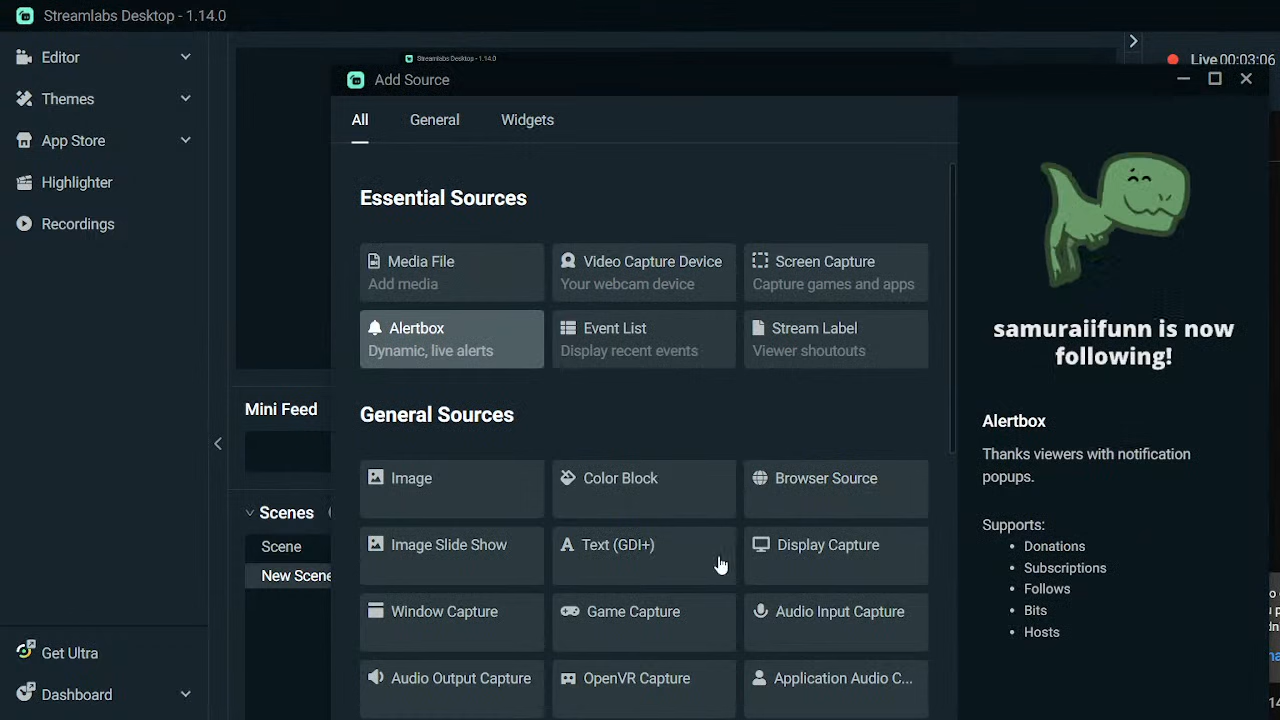 Streamlabs Desktop - 1.14.0
Editor
Themes
App Store
Highlighter
Recordings
Get Ultra
Dashboard
Streamlabs Desktop - 1.14.0
Live 00:03:06
Mini Feed
Scenes
Scene
New Scene
Add Source
All
General
Widgets
Essential Sources
Media File
Add media
Video Capture Device
Your webcam device
Screen Capture
Capture games and apps
Alertbox
Dynamic, live alerts
Event List
Display recent events
Stream Label
Viewer shoutouts
General Sources
Image
Color Block
Browser Source
Image Slide Show
Text (GDI+)
Display Capture
Window Capture
Game Capture
Audio Input Capture
Audio Output Capture
OpenVR Capture
Application Audio C...
samuraiifunn is now
following!
Alertbox
Thanks viewers with notification
popups.
Supports:
• Donations
• Subscriptions
• Follows
• Bits
• Hosts